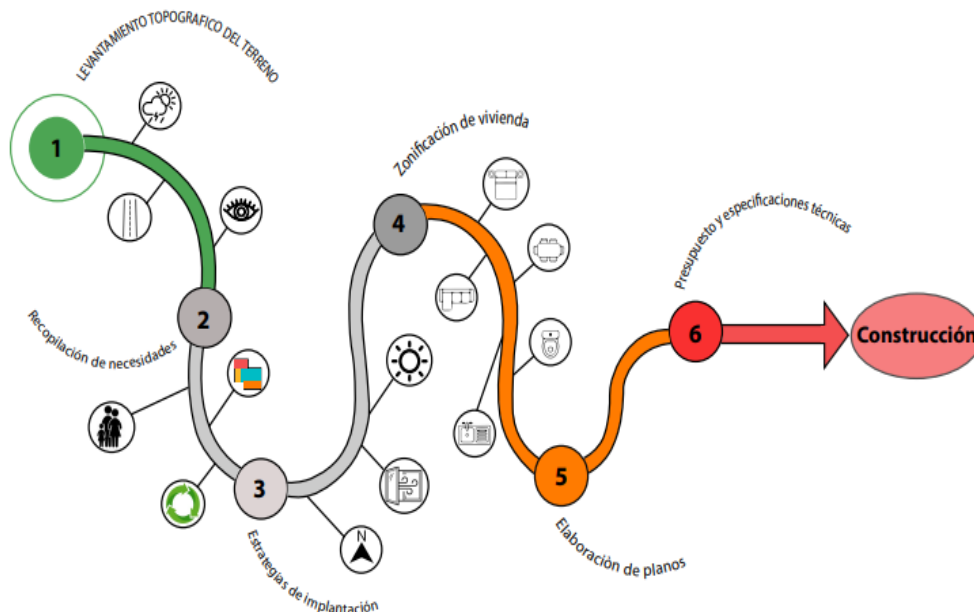 LEVANTAMIENTO TOPOGRAFICO DEL TERRENO
1
Zonificación de vivienda
4
Presupuesto y especificaciones técnicas
2
Recopilación de necesidades
6
Construcción
3
5
N
Estrategías de implantación
Elaboración de planos